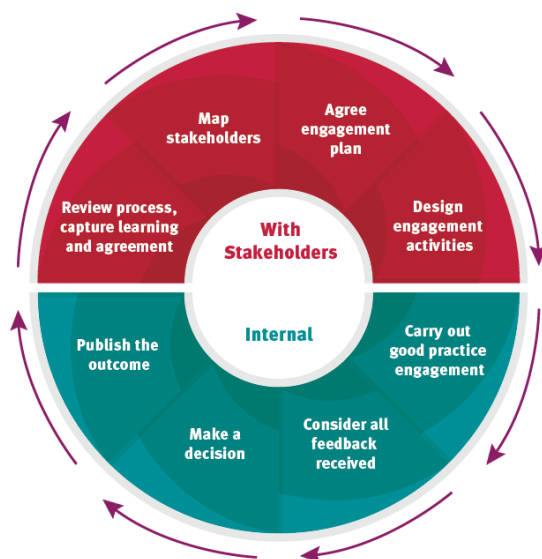 Map
stakeholders
Agree
engagement
plan
Design
engagement
activities
Carry out
good practice
engagement
Consider all
feedback
received
Make a
decision
Publish the
outcome
Review process,
capture learning
and agreement
With
Stakeholders
Internal